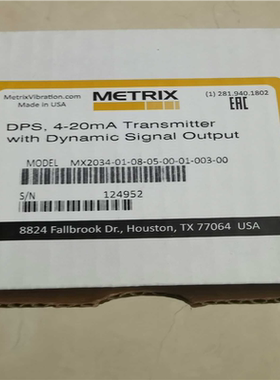 MetrixVibration.com
Made in USA
METRIX
(1) 281.940.1802
EAC
DPS, 4-20mA Transmitter
with Dynamic Signal Output
MODEL MX2034-01-08-05-00-01-003-00
S/N 124952
8824 Fallbrook Dr., Houston, TX 77064 USA